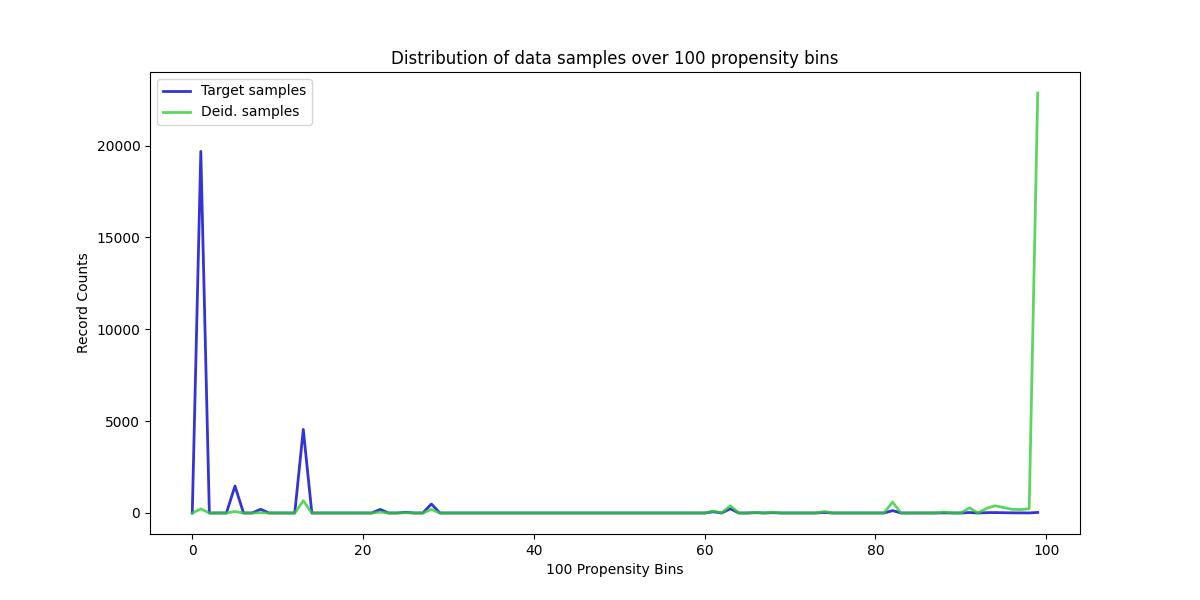 Distribution of data samples over 100 propensity bins
Target samples
Deid. samples
Record Counts
20000
15000
10000
5000
0
0 20 40 60 80 100
100 Propensity Bins